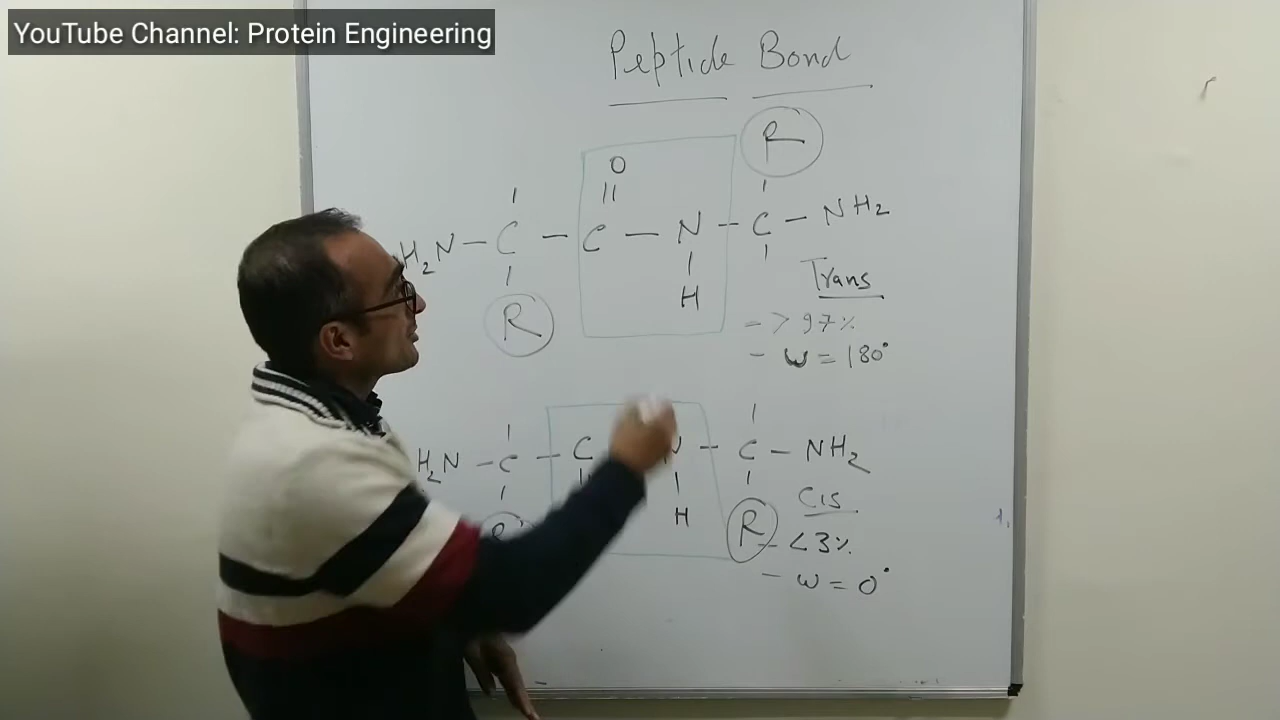 YouTube Channel: Protein Engineering
Peptide Bond
O
R
H2N - C - C - N - C - NH2
H
R
Trans
- > 97%
- ω = 180°
H2N - C - C N - C - NH2
H
R R
Cis
- < 3%
- ω = 0°